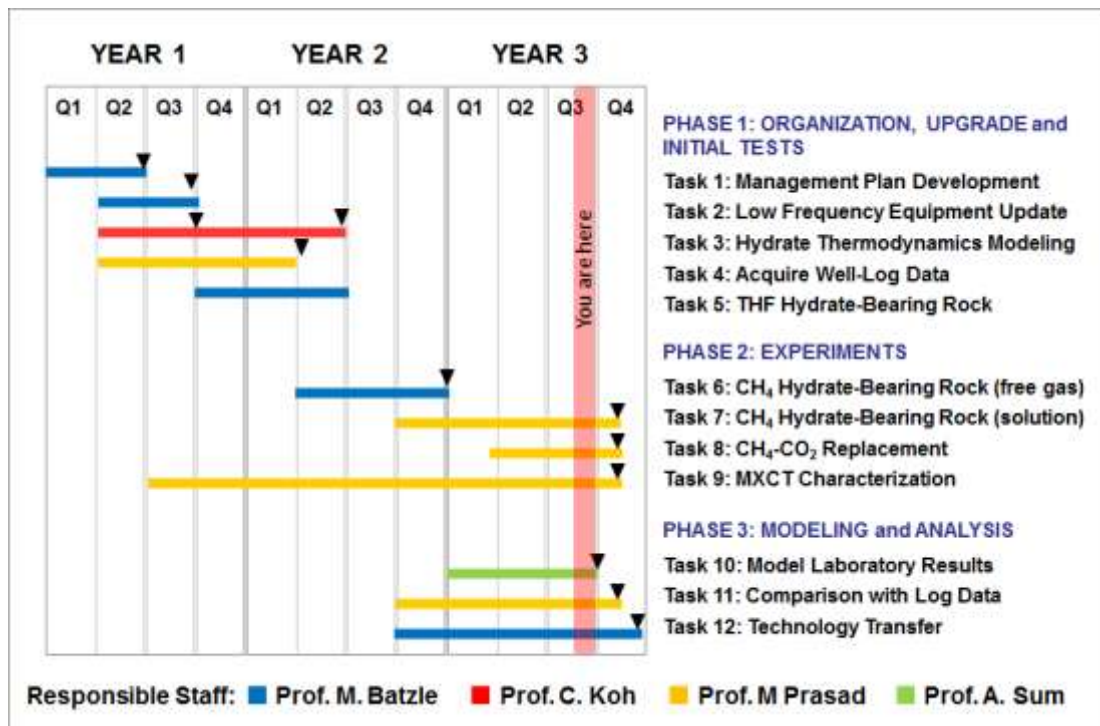 YEAR 1 YEAR 2 YEAR 3
Q1 Q2 Q3 Q4 Q1 Q2 Q3 Q4 Q1 Q2 Q3 Q4
You are here
PHASE 1: ORGANIZATION, UPGRADE and
INITIAL TESTS
Task 1: Management Plan Development
Task 2: Low Frequency Equipment Update
Task 3: Hydrate Thermodynamics Modeling
Task 4: Acquire Well-Log Data
Task 5: THF Hydrate-Bearing Rock
PHASE 2: EXPERIMENTS
Task 6: CH₄ Hydrate-Bearing Rock (free gas)
Task 7: CH₄ Hydrate-Bearing Rock (solution)
Task 8: CH₄-CO₂ Replacement
Task 9: MXCT Characterization
PHASE 3: MODELING and ANALYSIS
Task 10: Model Laboratory Results
Task 11: Comparison with Log Data
Task 12: Technology Transfer
Responsible Staff: Prof. M. Batzle Prof. C. Koh Prof. M Prasad Prof. A. Sum